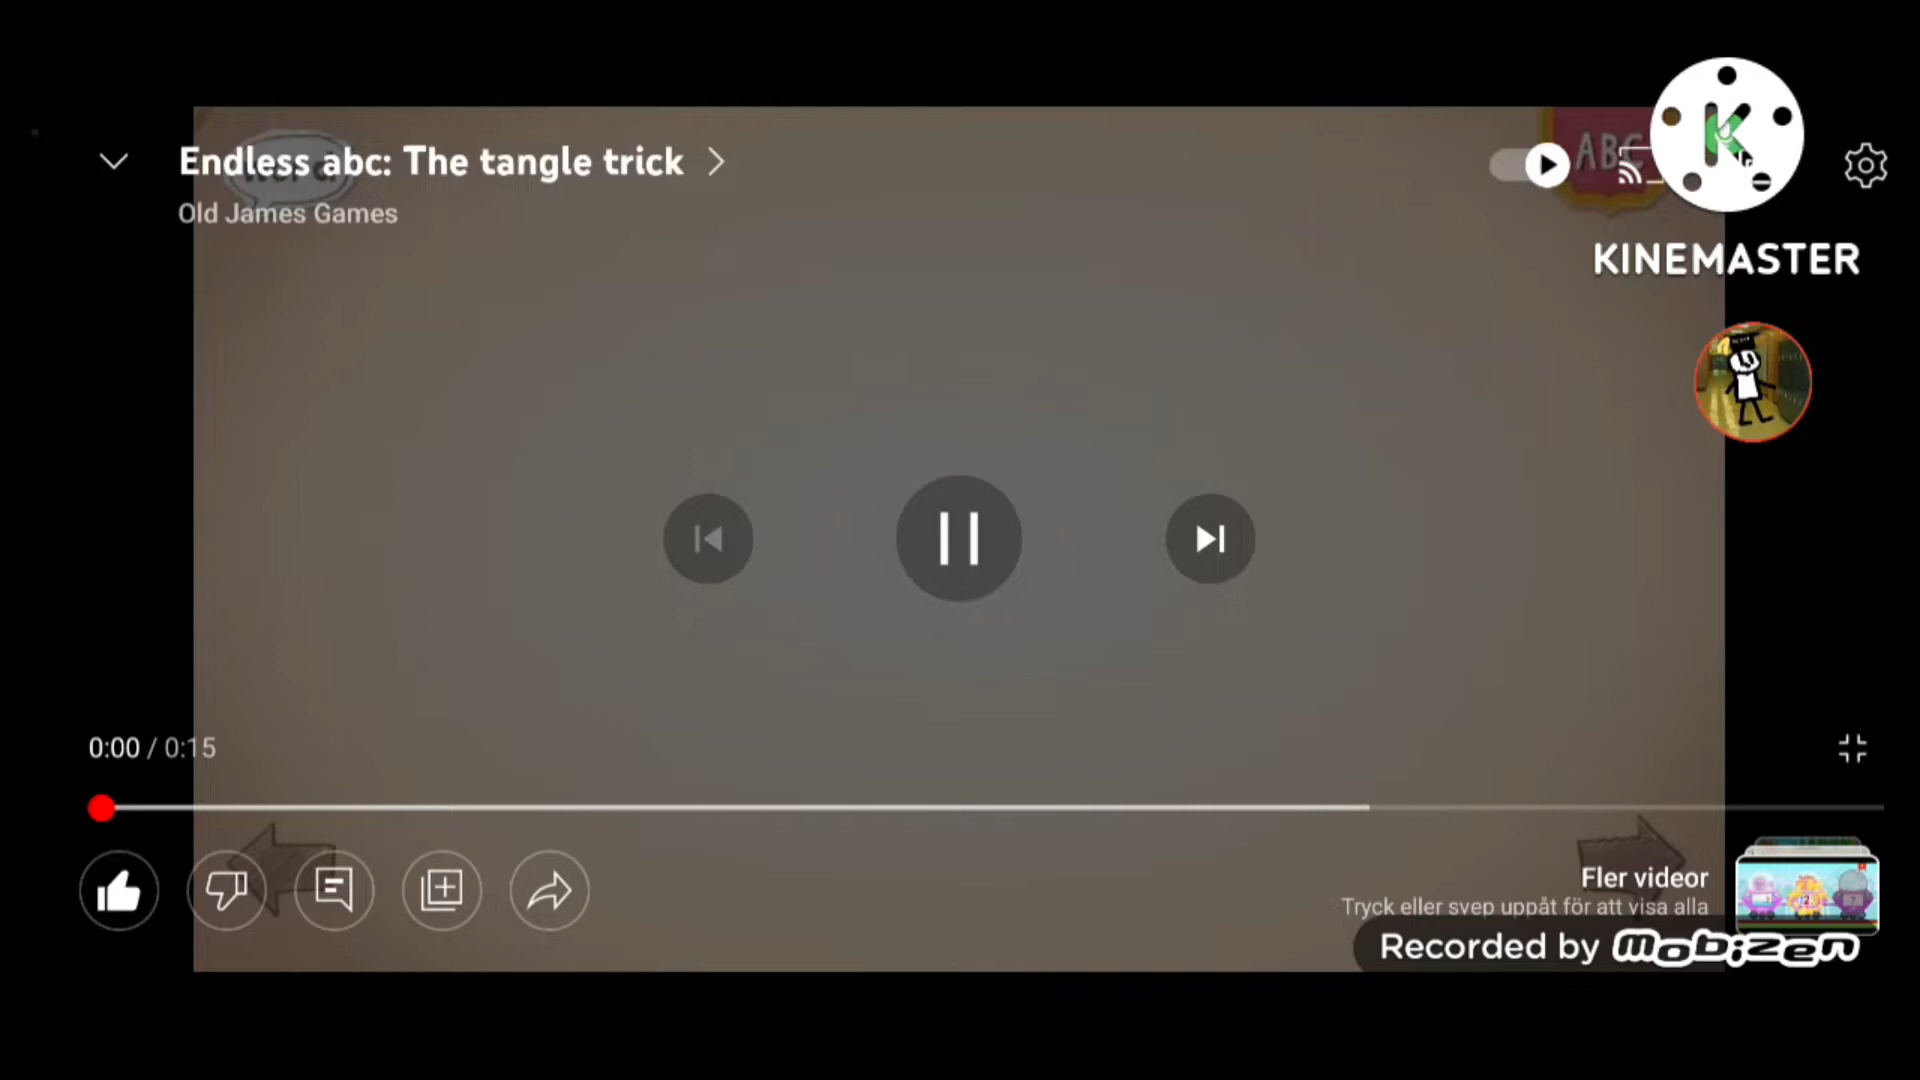 Endless abc: The tangle trick
Old James Games
ABC
KINEMASTER
0:00 / 0:15
Fler videor
Tryck eller svep uppåt för att visa alla
Recorded by mobizen